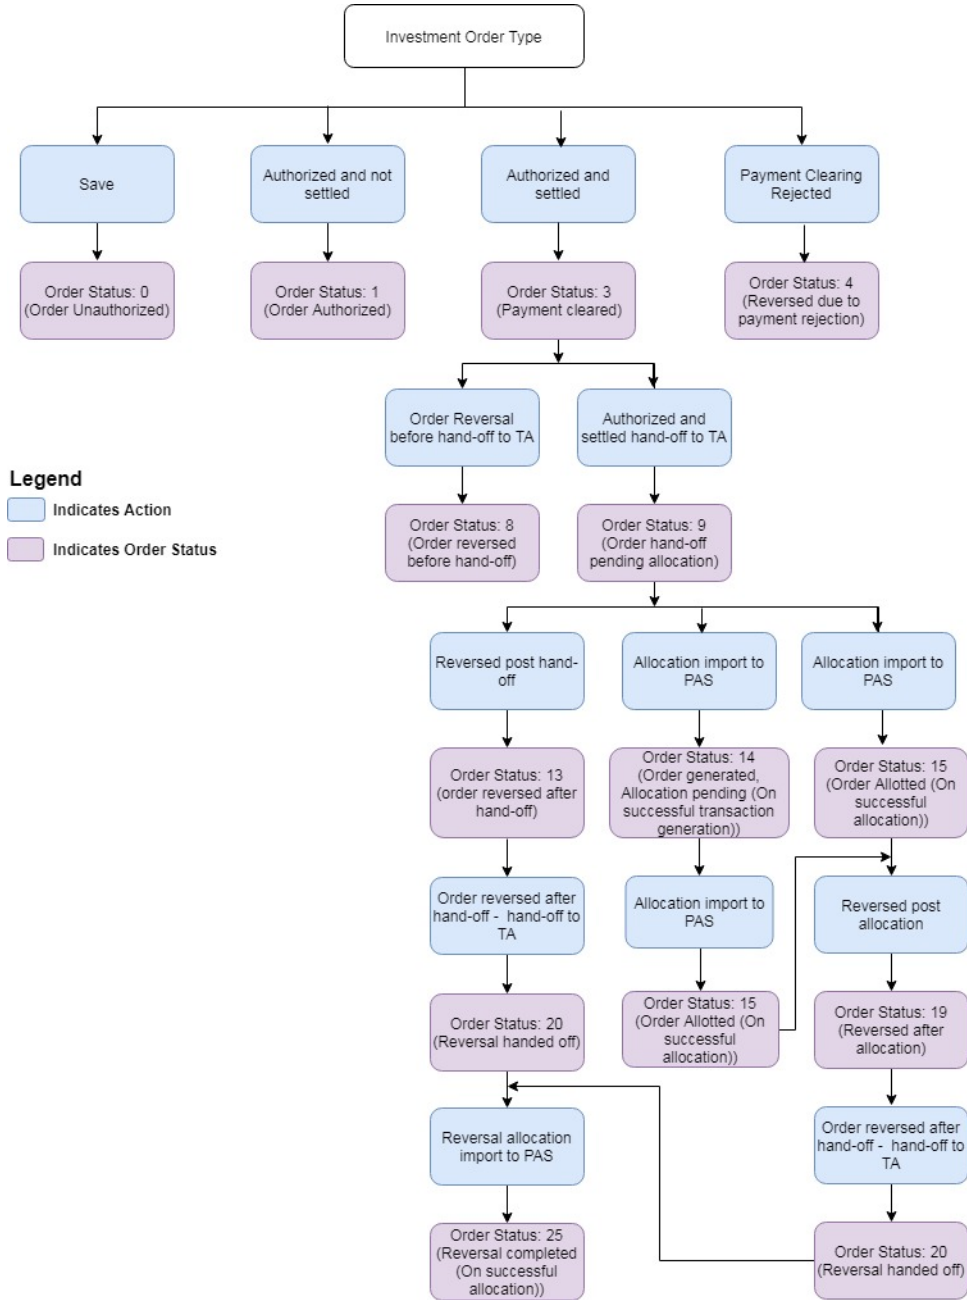 Investment Order Type
Save
Authorized and not
settled
Authorized and
settled
Payment Clearing
Rejected
Order Status: 0
(Order Unauthorized)
Order Status: 1
(Order Authorized)
Order Status: 3
(Payment cleared)
Order Status: 4
(Reversed due to
payment rejection)
Order Reversal
before hand-off to TA
Authorized and
settled hand-off to TA
Legend
Indicates Action
Indicates Order Status
Order Status: 8
(Order reversed
before hand-off)
Order Status: 9
(Order hand-off
pending allocation)
Reversed post hand-
off
Allocation import to
PAS
Allocation import to
PAS
Order Status: 13
(order reversed after
hand-off)
Order Status: 14
(Order generated,
Allocation pending (On
successful transaction
generation))
Order Status: 15
(Order Allotted (On
successful
allocation))
Order reversed after
hand-off - hand-off to
TA
Allocation import to
PAS
Reversed post
allocation
Order Status: 20
(Reversal handed off)
Order Status: 15
(Order Allotted (On
successful
allocation))
Order Status: 19
(Reversed after
allocation)
Reversal allocation
import to PAS
Order reversed after
hand-off - hand-off to
TA
Order Status: 25
(Reversal completed
(On successful
allocation))
Order Status: 20
(Reversal handed off)